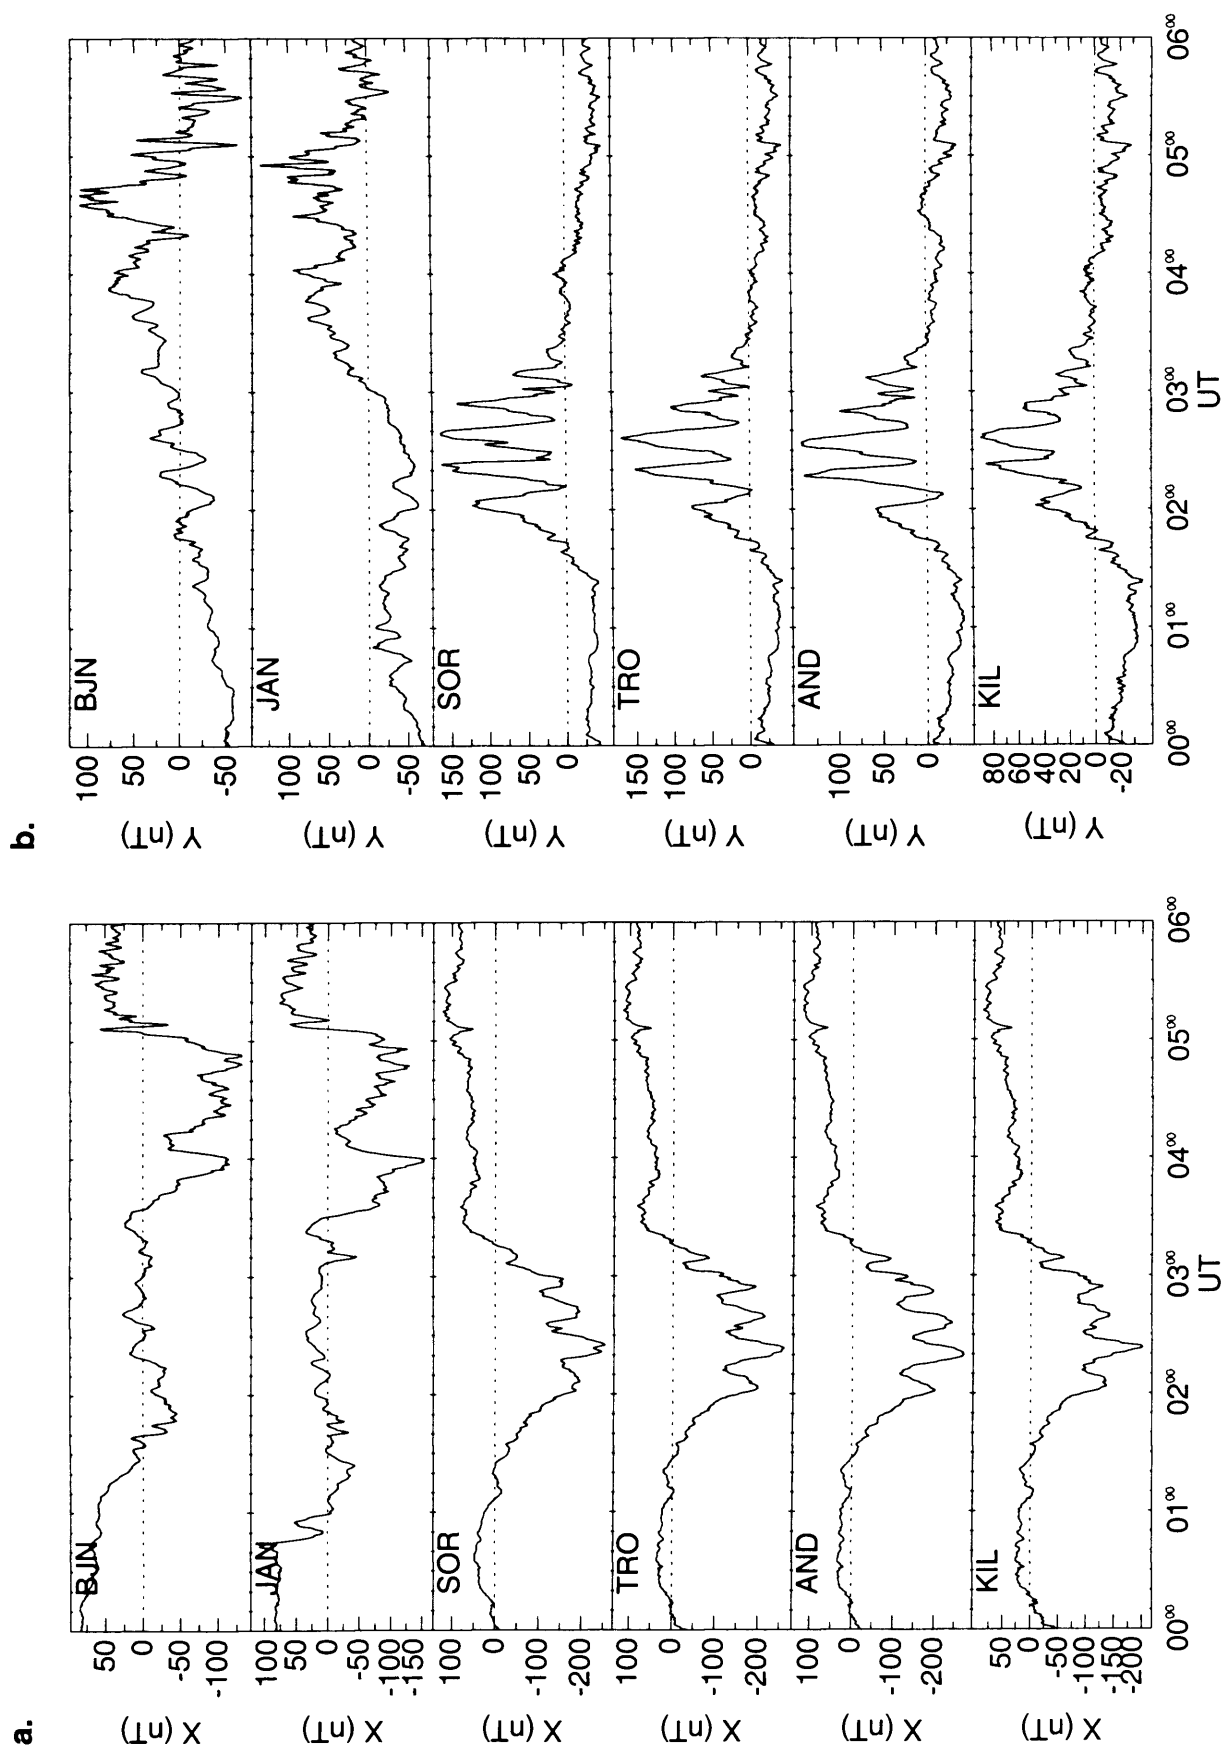 a.
X (nT)
50
0
-50
-100
BJN
X (nT)
100
50
0
-50
-100
-150
JAN
X (nT)
100
0
-100
-200
SOR
X (nT)
100
0
-100
-200
TRO
X (nT)
100
0
-200
AND
X (nT)
50
0
-50
-100
-150
-200
KIL
00⁰⁰ 01⁰⁰ 02⁰⁰ 03⁰⁰ 04⁰⁰ 05⁰⁰ 06⁰⁰
UT
b.
Y (nT)
100
50
0
-50
BJN
Y (nT)
100
50
0
-50
JAN
Y (nT)
150
100
50
0
SOR
Y (nT)
150
100
50
0
TRO
Y (nT)
100
50
0
AND
Y (nT)
80
60
40
20
0
-20
KIL
00⁰⁰ 01⁰⁰ 02⁰⁰ 03⁰⁰ 04⁰⁰ 05⁰⁰ 06⁰⁰
UT